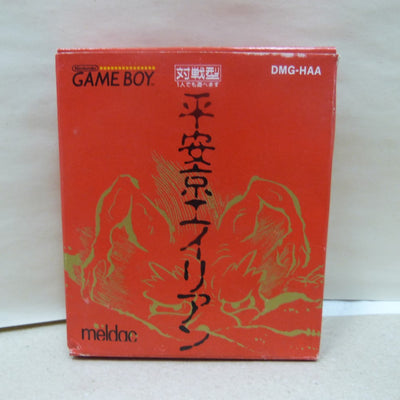 Nintendo
GAME BOY™
対戦型
1人でも遊べます
DMG-HAA
平安京エイリアン
meldac